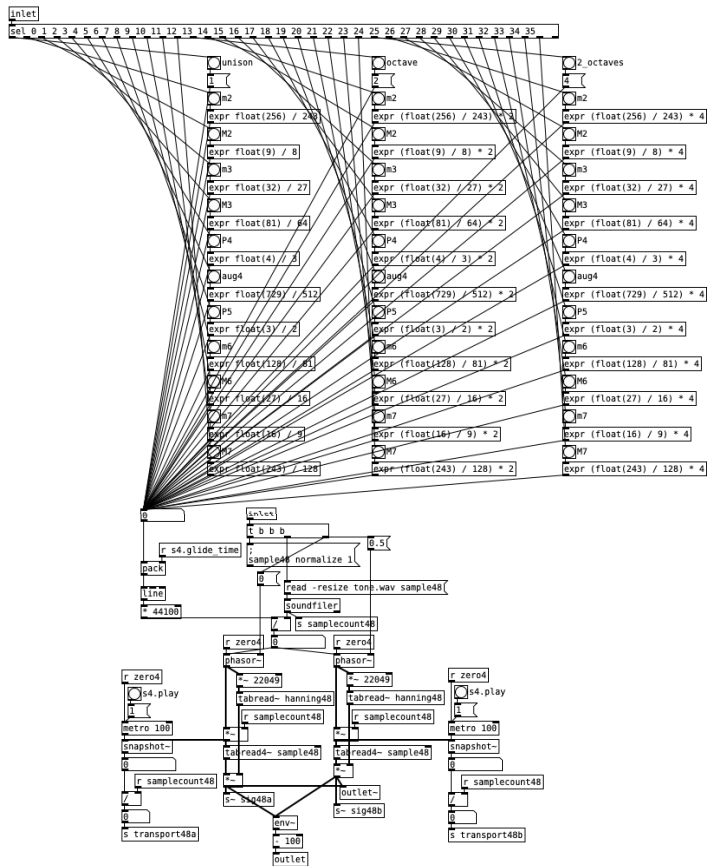 inlet
sel 0 1 2 3 4 5 6 7 8 9 10 11 12 13 14 15 16 17 18 19 20 21 22 23 24 25 26 27 28 29 30 31 32 33 34 35
unison octave 2_octaves
1 2 4
m2 m2 m2
expr float(256) / 243 expr (float(256) / 243) * 2 expr (float(256) / 243) * 4
M2 M2 M2
expr float(9) / 8 expr (float(9) / 8) * 2 expr (float(9) / 8) * 4
m3 m3 m3
expr float(32) / 27 expr (float(32) / 27) * 2 expr (float(32) / 27) * 4
M3 M3 M3
expr float(81) / 64 expr (float(81) / 64) * 2 expr (float(81) / 64) * 4
P4 P4 P4
expr float(4) / 3 expr (float(4) / 3) * 2 expr (float(4) / 3) * 4
aug4 aug4 aug4
expr float(729) / 512 expr (float(729) / 512) * 2 expr (float(729) / 512) * 4
P5 P5 P5
expr float(3) / 2 expr (float(3) / 2) * 2 expr (float(3) / 2) * 4
m6 m6 m6
expr float(128) / 81 expr (float(128) / 81) * 2 expr (float(128) / 81) * 4
M6 M6 M6
expr float(27) / 16 expr (float(27) / 16) * 2 expr (float(27) / 16) * 4
m7 m7 m7
expr float(16) / 9 expr (float(16) / 9) * 2 expr (float(16) / 9) * 4
M7 M7 M7
expr float(243) / 128 expr (float(243) / 128) * 2 expr (float(243) / 128) * 4
0 inlet
t b b b
r s4.glide_time ; 0.5
sample48 normalize 1
pack 0
line read -resize tone.wav sample48
* 44100 soundfiler
/ s samplecount48
r zero4 0 r zero4
phasor~ phasor~
r zero4 *~ 22049 *~ 22049 r zero4
s4.play tabread~ hanning48 tabread~ hanning48 s4.play
1 r samplecount48 r samplecount48 1
metro 100 *~ *~ metro 100
snapshot~ tabread4~ sample48 tabread4~ sample48 snapshot~
0 0
r samplecount48 *~ *~ r samplecount48
/ s~ sig48a outlet~ /
0 s~ sig48b 0
s transport48a env~ s transport48b
- 100
outlet